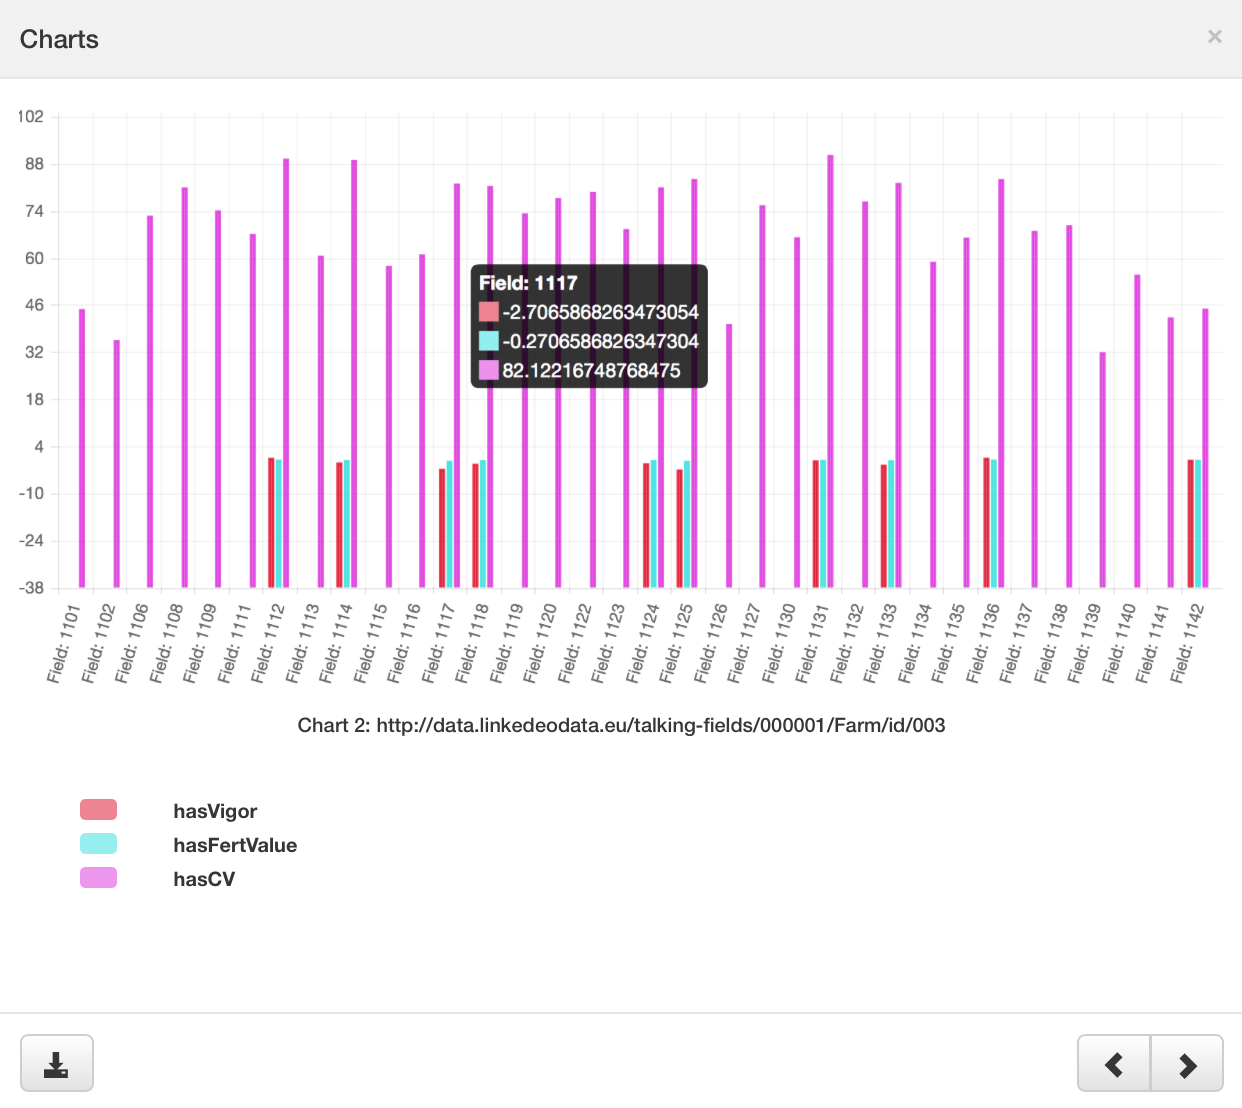 Charts
×
102
88
74
60
46
32
18
4
-10
-24
-38
Field: 1117
-2.7065868263473054
-0.2706586826347304
82.12216748768475
Field: 1101
Field: 1102
Field: 1106
Field: 1108
Field: 1109
Field: 1111
Field: 1112
Field: 1113
Field: 1114
Field: 1115
Field: 1116
Field: 1117
Field: 1118
Field: 1119
Field: 1120
Field: 1122
Field: 1123
Field: 1124
Field: 1125
Field: 1126
Field: 1127
Field: 1130
Field: 1131
Field: 1132
Field: 1133
Field: 1134
Field: 1135
Field: 1136
Field: 1137
Field: 1138
Field: 1139
Field: 1140
Field: 1141
Field: 1142
Chart 2: http://data.linkedeodata.eu/talking-fields/000001/Farm/id/003
hasVigor
hasFertValue
hasCV